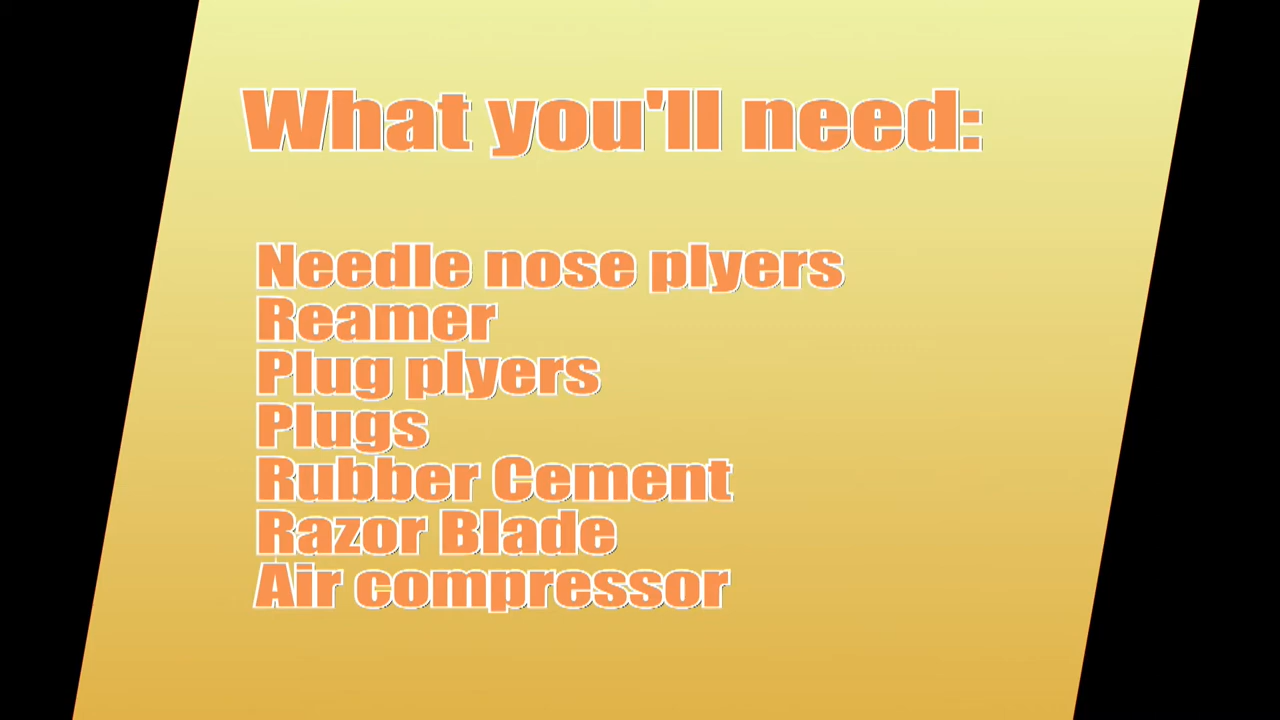 What you'll need:
Needle nose plyers
Reamer
Plug plyers
Plugs
Rubber Cement
Razor Blade
Air compressor